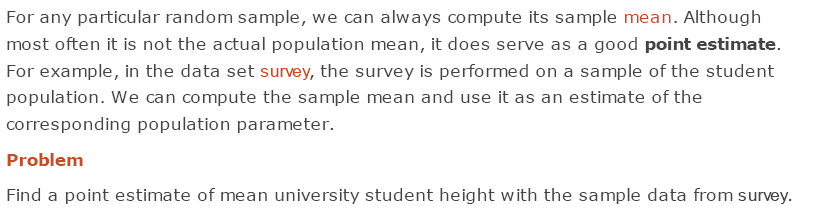 For any particular random sample, we can always compute its sample mean. Although
most often it is not the actual population mean, it does serve as a good point estimate.
For example, in the data set survey, the survey is performed on a sample of the student
population. We can compute the sample mean and use it as an estimate of the
corresponding population parameter.
Problem
Find a point estimate of mean university student height with the sample data from survey.